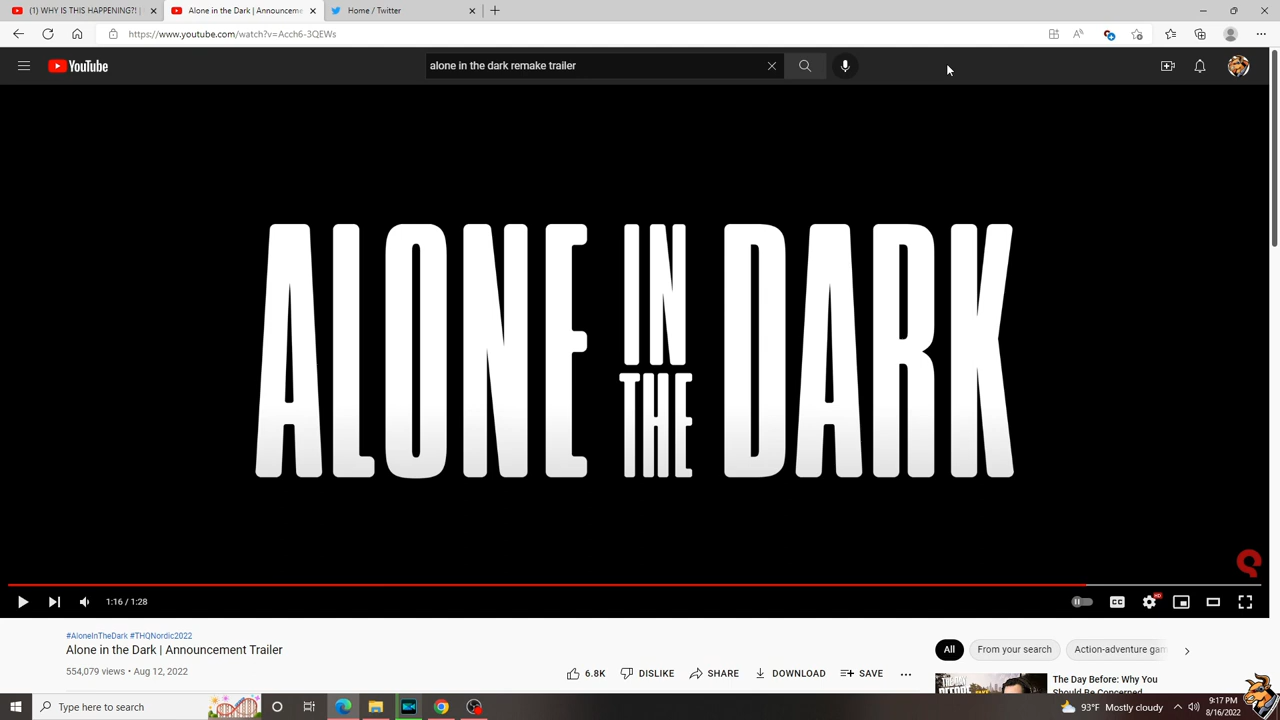 (1) WHY IS THIS HAPPENING?! |
Alone in the Dark | Announceme
Home / Twitter
https://www.youtube.com/watch?v=Acch6-3QEWs
YouTube
alone in the dark remake trailer
ALONE IN THE DARK
1:16 / 1:28
CC
HD
#AloneInTheDark #THQNordic2022
Alone in the Dark | Announcement Trailer
554,079 views • Aug 12, 2022
6.8K
DISLIKE
SHARE
DOWNLOAD
SAVE
All
From your search
Action-adventure gam
The Day Before: Why You
Should Be Concerned
Type here to search
93°F Mostly cloudy
9:17 PM
8/16/2022